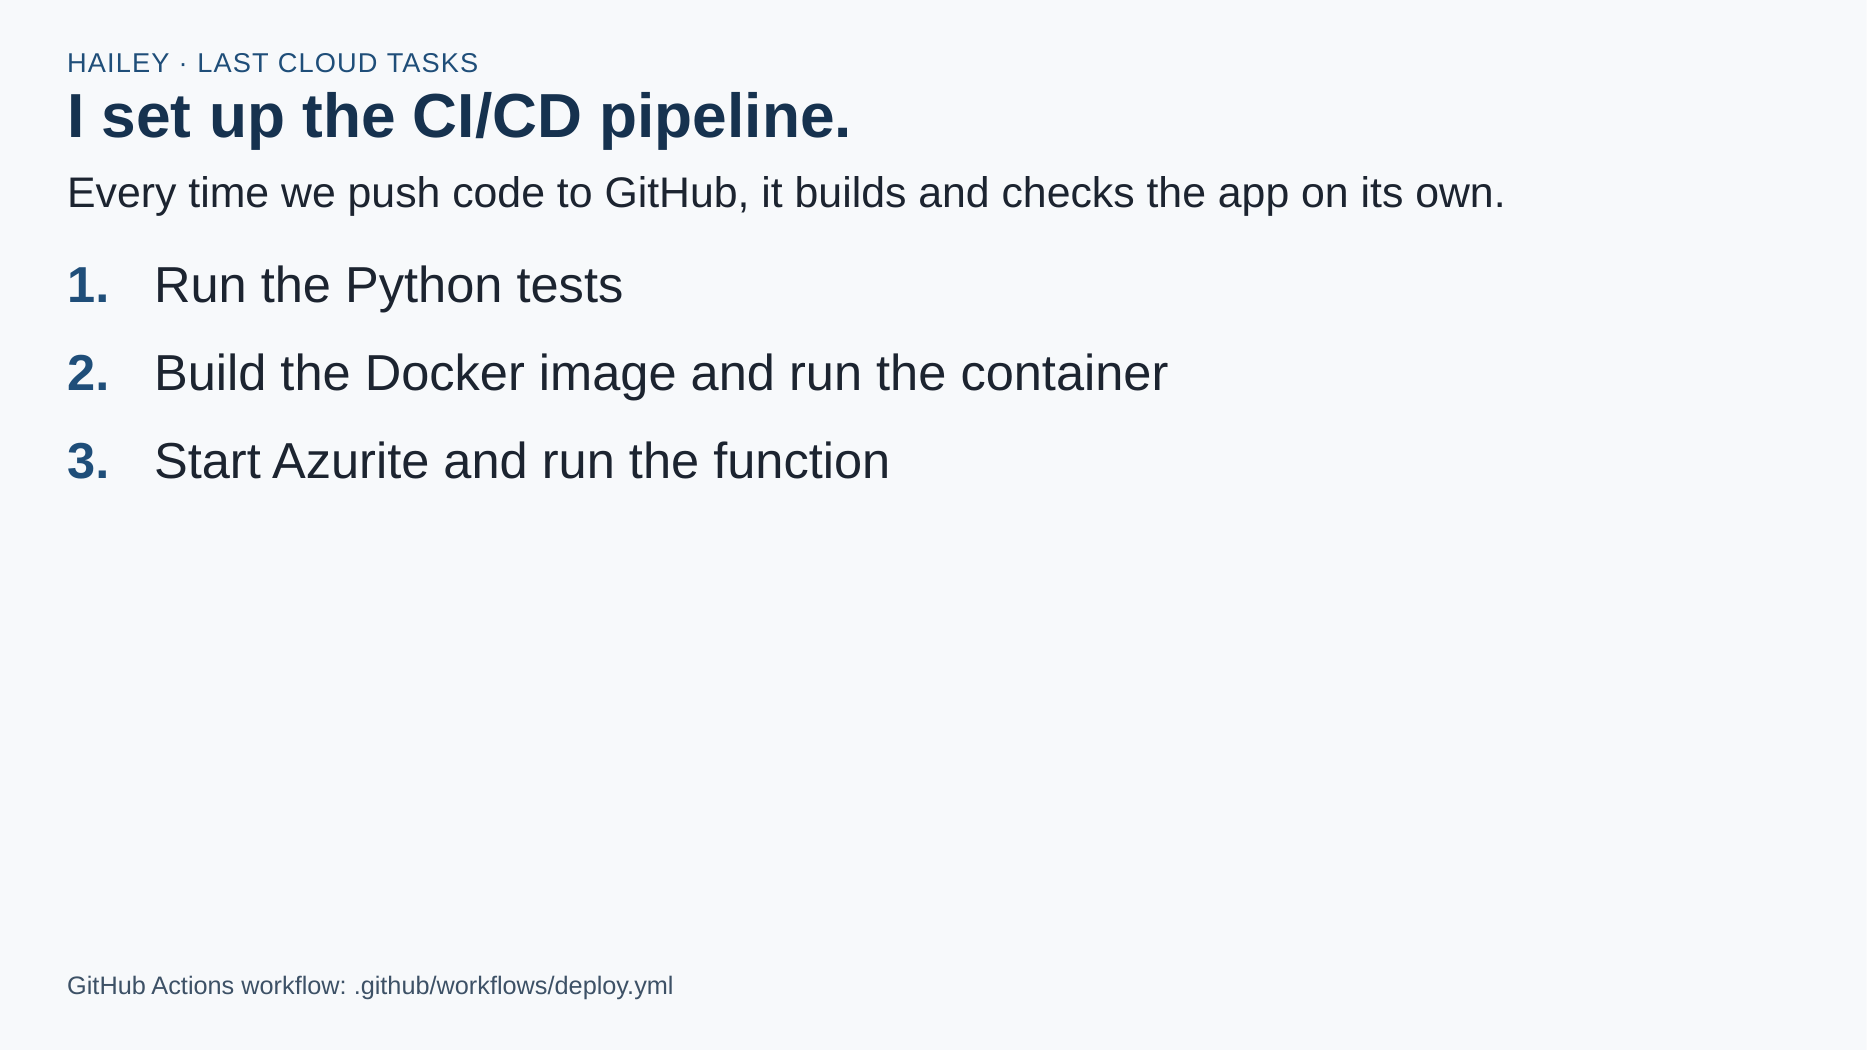 HAILEY · LAST CLOUD TASKS
I set up the CI/CD pipeline.
Every time we push code to GitHub, it builds and checks the app on its own.
1. Run the Python tests
2. Build the Docker image and run the container
3. Start Azurite and run the function
GitHub Actions workflow: .github/workflows/deploy.yml